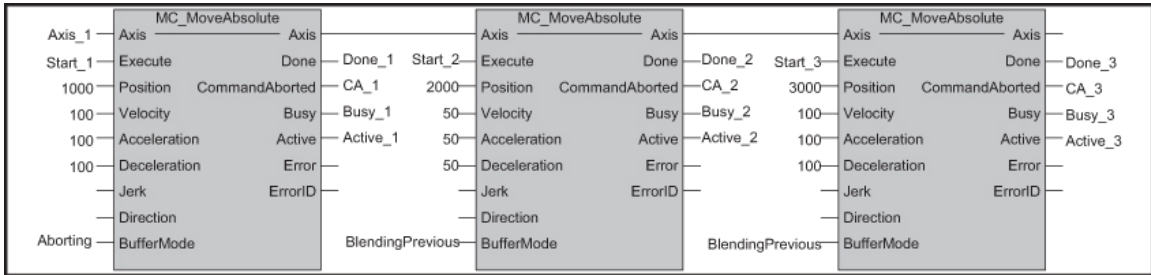 MC_MoveAbsolute MC_MoveAbsolute MC_MoveAbsolute
Axis_1 Axis Axis Axis Axis Axis Axis
Start_1 Execute Done Done_1 Start_2 Execute Done Done_2 Start_3 Execute Done Done_3
1000 Position CommandAborted CA_1 2000 Position CommandAborted CA_2 3000 Position CommandAborted CA_3
100 Velocity Busy Busy_1 50 Velocity Busy Busy_2 100 Velocity Busy Busy_3
100 Acceleration Active Active_1 50 Acceleration Active Active_2 100 Acceleration Active Active_3
100 Deceleration Error 50 Deceleration Error 100 Deceleration Error
Jerk ErrorID Jerk ErrorID Jerk ErrorID
Direction Direction Direction
Aborting BufferMode BlendingPrevious BufferMode BlendingPrevious BufferMode